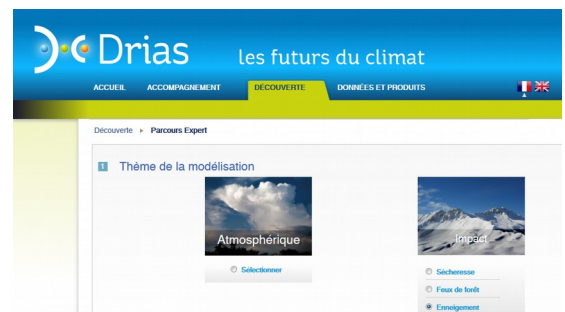 Drias les futurs du climat
ACCUEIL ACCOMPAGNEMENT DÉCOUVERTE DONNÉES ET PRODUITS
Découverte ▸ Parcours Expert
1 Thème de la modélisation
Atmosphérique Impact
Sélectionner Sécheresse
Feux de forêt
Enneigement